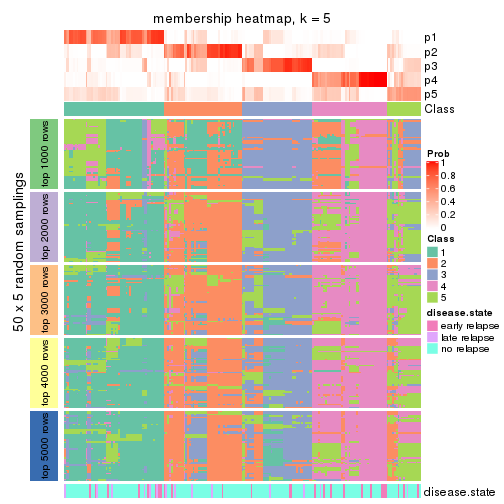 membership heatmap, k = 5
p1
p2
p3
p4
p5
Class
50 x 5 random samplings
top 1000 rows
top 2000 rows
top 3000 rows
top 4000 rows
top 5000 rows
disease.state
Prob
1
0.8
0.6
0.4
0.2
0
Class
1
2
3
4
5
disease.state
early relapse
late relapse
no relapse